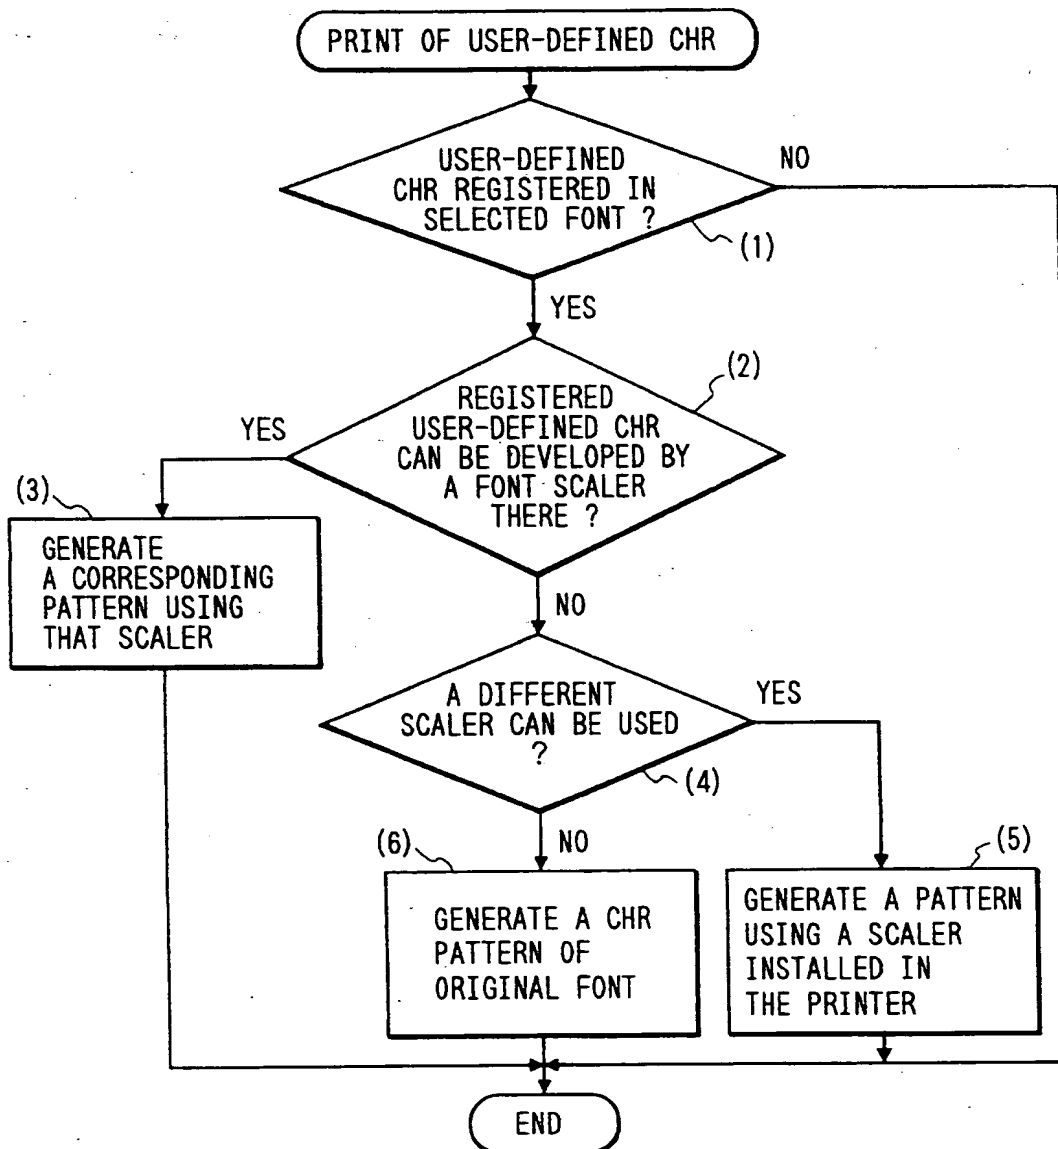 PRINT OF USER-DEFINED CHR
USER-DEFINED
CHR REGISTERED IN
SELECTED FONT ?
NO
(1)
YES
(2)
REGISTERED
USER-DEFINED CHR
CAN BE DEVELOPED BY
A FONT SCALER
THERE ?
YES
(3)
GENERATE
A CORRESPONDING
PATTERN USING
THAT SCALER
NO
A DIFFERENT
SCALER CAN BE USED
?
YES
(4)
NO
(6)
GENERATE A CHR
PATTERN OF
ORIGINAL FONT
(5)
GENERATE A PATTERN
USING A SCALER
INSTALLED IN
THE PRINTER
END